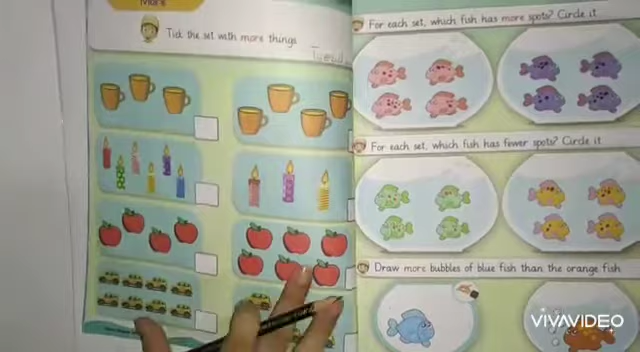 More
Tick the set with more things.
For each set, which fish has more spots? Circle it
For each set, which fish has fewer spots? Circle it
Draw more bubbles of blue fish than the orange fish
VIVAVIDEO